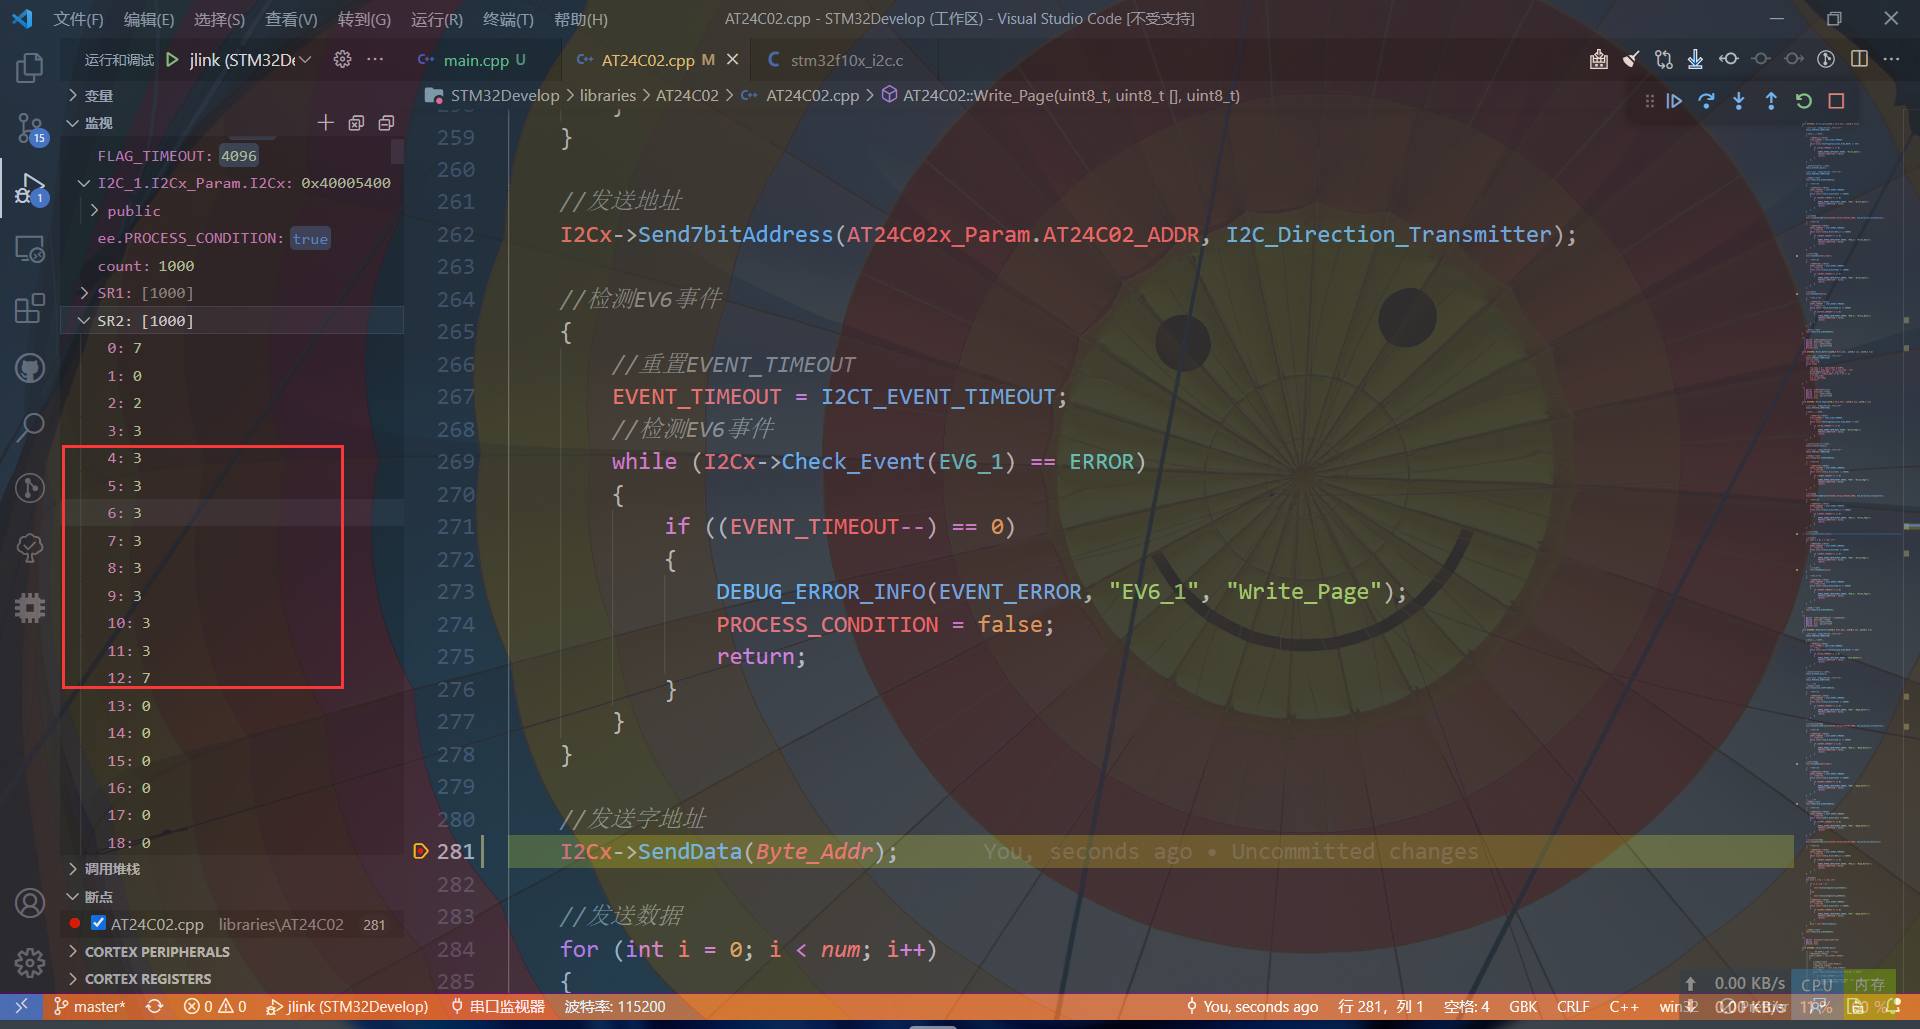 文件(F) 编辑(E) 选择(S) 查看(V) 转到(G) 运行(R) 终端(T) 帮助(H) AT24C02.cpp - STM32Develop (工作区) - Visual Studio Code [不受支持]
运行和调试 jlink (STM32De ··· main.cpp U AT24C02.cpp M stm32f10x_i2c.c
STM32Develop > libraries > AT24C02 > AT24C02.cpp > AT24C02::Write_Page(uint8_t, uint8_t [], uint8_t)
变量
监视
FLAG_TIMEOUT: 4096
I2C_1.I2Cx_Param.I2Cx: 0x40005400
public
ee.PROCESS_CONDITION: true
count: 1000
SR1: [1000]
SR2: [1000]
0: 7
1: 0
2: 2
3: 3
4: 3
5: 3
6: 3
7: 3
8: 3
9: 3
10: 3
11: 3
12: 7
13: 0
14: 0
15: 0
16: 0
17: 0
18: 0
调用堆栈
断点
AT24C02.cpp libraries\AT24C02 281
CORTEX PERIPHERALS
CORTEX REGISTERS
15
1
259 }
260
261 //发送地址
262 I2Cx->Send7bitAddress(AT24C02x_Param.AT24C02_ADDR, I2C_Direction_Transmitter);
263
264 //检测EV6事件
265 {
266 //重置EVENT_TIMEOUT
267 EVENT_TIMEOUT = I2CT_EVENT_TIMEOUT;
268 //检测EV6事件
269 while (I2Cx->Check_Event(EV6_1) == ERROR)
270 {
271 if ((EVENT_TIMEOUT--) == 0)
272 {
273 DEBUG_ERROR_INFO(EVENT_ERROR, "EV6_1", "Write_Page");
274 PROCESS_CONDITION = false;
275 return;
276 }
277 }
278 }
279
280 //发送字地址
281 I2Cx->SendData(Byte_Addr); You, seconds ago • Uncommitted changes
282
283 //发送数据
284 for (int i = 0; i < num; i++)
285 {
0.00 KB/s CPU 内存
master* 0 0 jlink (STM32Develop) 串口监视器 波特率: 115200 You, seconds ago 行 281, 列 1 空格: 4 GBK CRLF C++ win32 0.00 KB/s